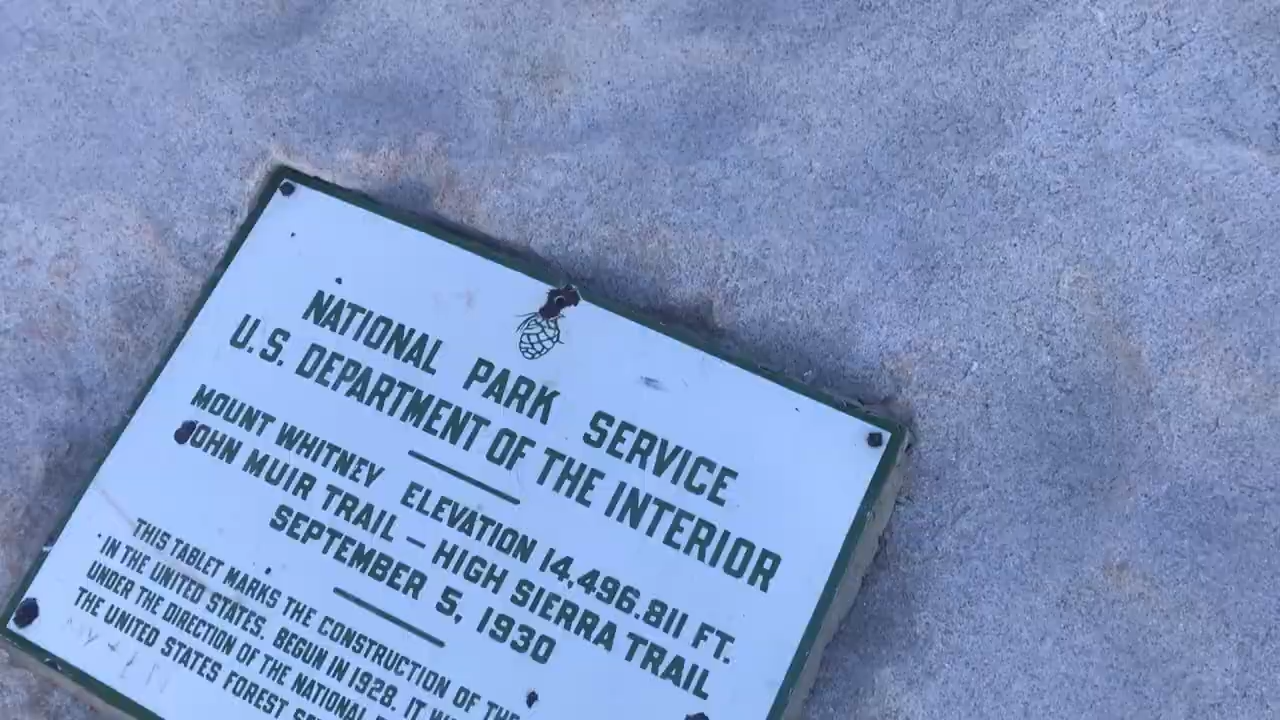 NATIONAL PARK SERVICE
U.S. DEPARTMENT OF THE INTERIOR
MOUNT WHITNEY ELEVATION 14,496.811 FT.
JOHN MUIR TRAIL – HIGH SIERRA TRAIL
SEPTEMBER 5, 1930
THIS TABLET MARKS THE CONSTRUCTION OF THE
IN THE UNITED STATES. BEGUN IN 1928, IT
UNDER THE DIRECTION OF THE NATIONAL
THE UNITED STATES FOREST